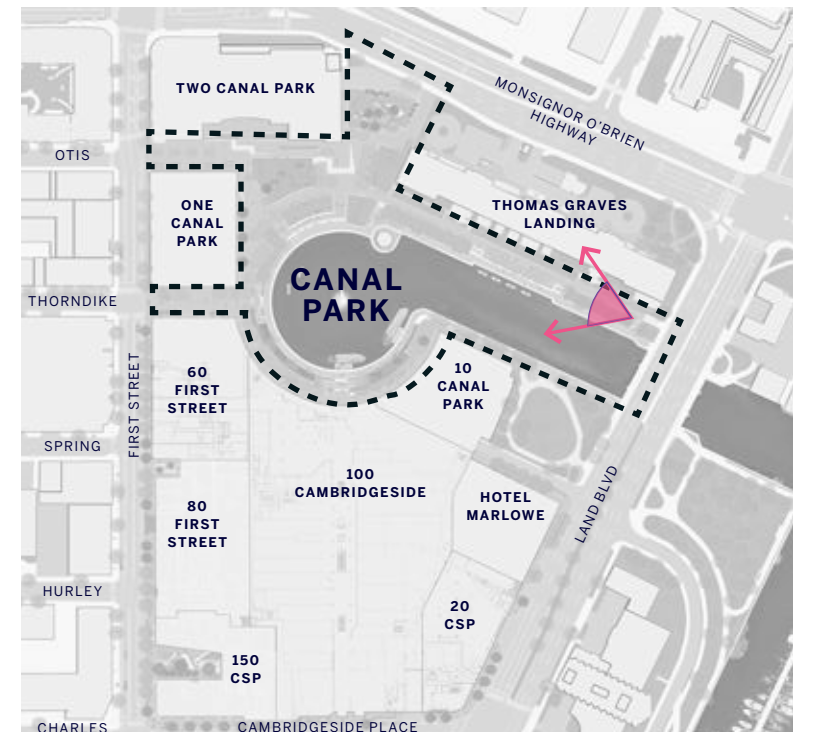 TWO CANAL PARK
MONSIGNOR O'BRIEN
HIGHWAY
OTIS
ONE
CANAL
PARK
THOMAS GRAVES
LANDING
CANAL
PARK
THORNDIKE
60
FIRST
STREET
10
CANAL
PARK
FIRST STREET
SPRING
100
CAMBRIDGESIDE
HOTEL
MARLOWE
LAND BLVD
80
FIRST
STREET
HURLEY
20
CSP
150
CSP
CHARLES
CAMBRIDGESIDE PLACE